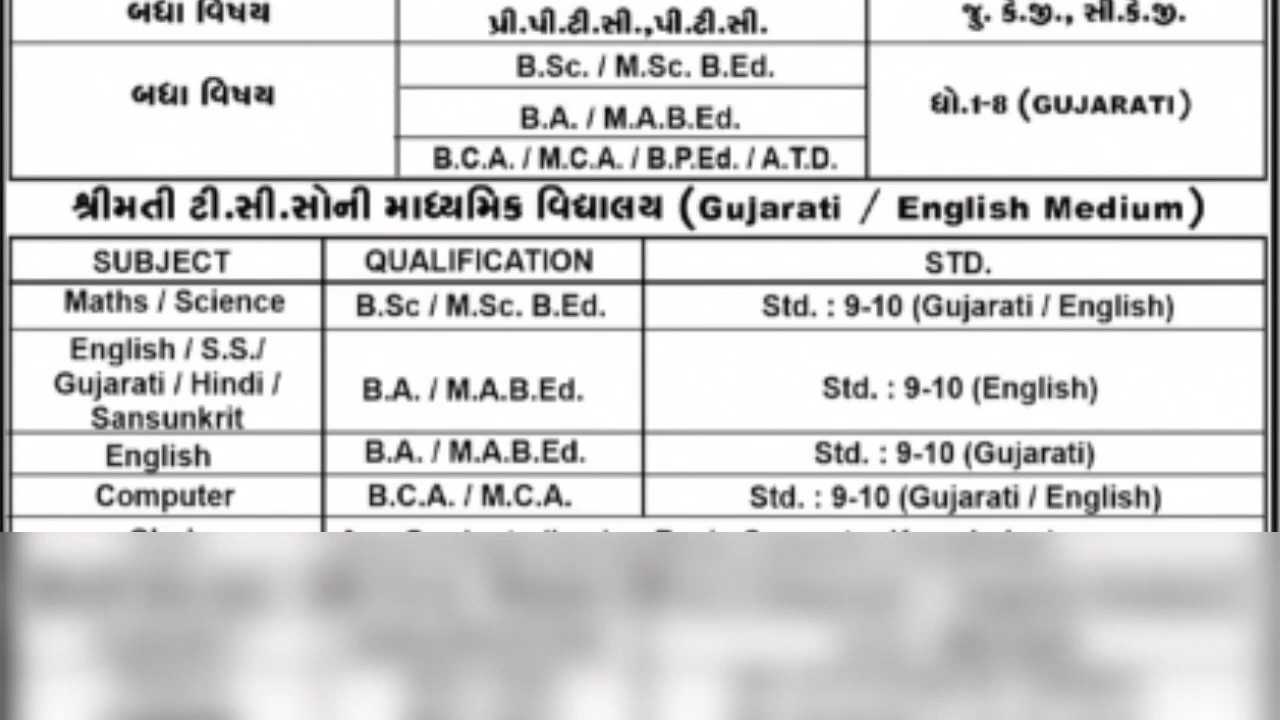 બધા વિષય પ્રી.પી.ટી.સી.,પી.ટી.સી. જુ. કે.જી., સી.કે.જી.
બધા વિષય
B.Sc. / M.Sc. B.Ed.
B.A. / M.A.B.Ed.
B.C.A. / M.C.A. / B.P.Ed. / A.T.D.
ધો.1-8 (GUJARATI)
શ્રીમતી ટી.સી.સોની માધ્યમિક વિદ્યાલય (Gujarati / English Medium)
SUBJECT QUALIFICATION STD.
Maths / Science B.Sc / M.Sc. B.Ed. Std. : 9-10 (Gujarati / English)
English / S.S./
Gujarati / Hindi /
Sansunkrit
B.A. / M.A.B.Ed. Std. : 9-10 (English)
English B.A. / M.A.B.Ed. Std. : 9-10 (Gujarati)
Computer B.C.A. / M.C.A. Std. : 9-10 (Gujarati / English)